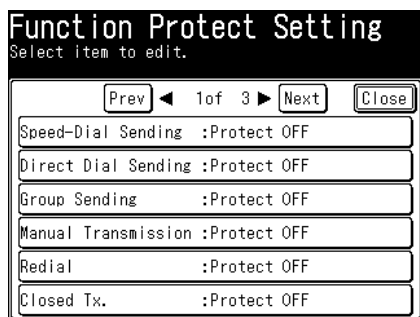 Function Protect Setting
Select item to edit.
Prev ◀ 1of 3 ▶ Next Close
Speed-Dial Sending :Protect OFF
Direct Dial Sending :Protect OFF
Group Sending :Protect OFF
Manual Transmission :Protect OFF
Redial :Protect OFF
Closed Tx. :Protect OFF